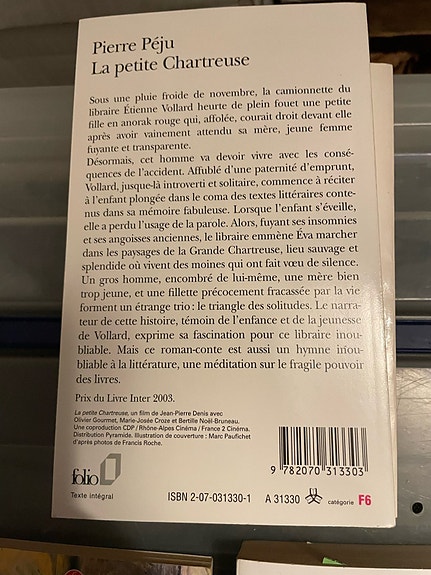 Pierre Péju
La petite Chartreuse
Sous une pluie froide de novembre, la camionnette du
libraire Étienne Vollard heurte de plein fouet une petite
fille en anorak rouge qui, affolée, courait droit devant elle
après avoir vainement attendu sa mère, jeune femme
fuyante et transparente.
Désormais, cet homme va devoir vivre avec les consé-
quences de l'accident. Affublé d'une paternité d'emprunt,
Vollard, jusque-là introverti et solitaire, commence à réciter
à l'enfant plongée dans le coma des textes littéraires conte-
nus dans sa mémoire fabuleuse. Lorsque l'enfant s'éveille,
elle a perdu l'usage de la parole. Alors, fuyant ses insomnies
et ses angoisses anciennes, le libraire emmène Éva marcher
dans les paysages de la Grande Chartreuse, lieu sauvage et
splendide où vivent des moines qui ont fait vœu de silence.
Un gros homme, encombré de lui-même, une mère bien
trop jeune, et une fillette précocement fracassée par la vie
forment un étrange trio : le triangle des solitudes. Le narra-
teur de cette histoire, témoin de l'enfance et de la jeunesse
de Vollard, exprime sa fascination pour ce libraire inou-
bliable. Mais ce roman-conte est aussi un hymne inou-
bliable à la littérature, une méditation sur le fragile pouvoir
des livres.
Prix du Livre Inter 2003.
La petite Chartreuse, un film de Jean-Pierre Denis avec
Olivier Gourmet, Marie-Josée Croze et Bertille Noël-Bruneau.
Une coproduction CDP / Rhône-Alpes Cinéma / France 2 Cinéma.
Distribution Pyramide. Illustration de couverture : Marc Paufichet
d'après photos de Francis Roche.
9 782070 313303
folio
Texte intégral
ISBN 2-07-031330-1 A 31330 catégorie F6